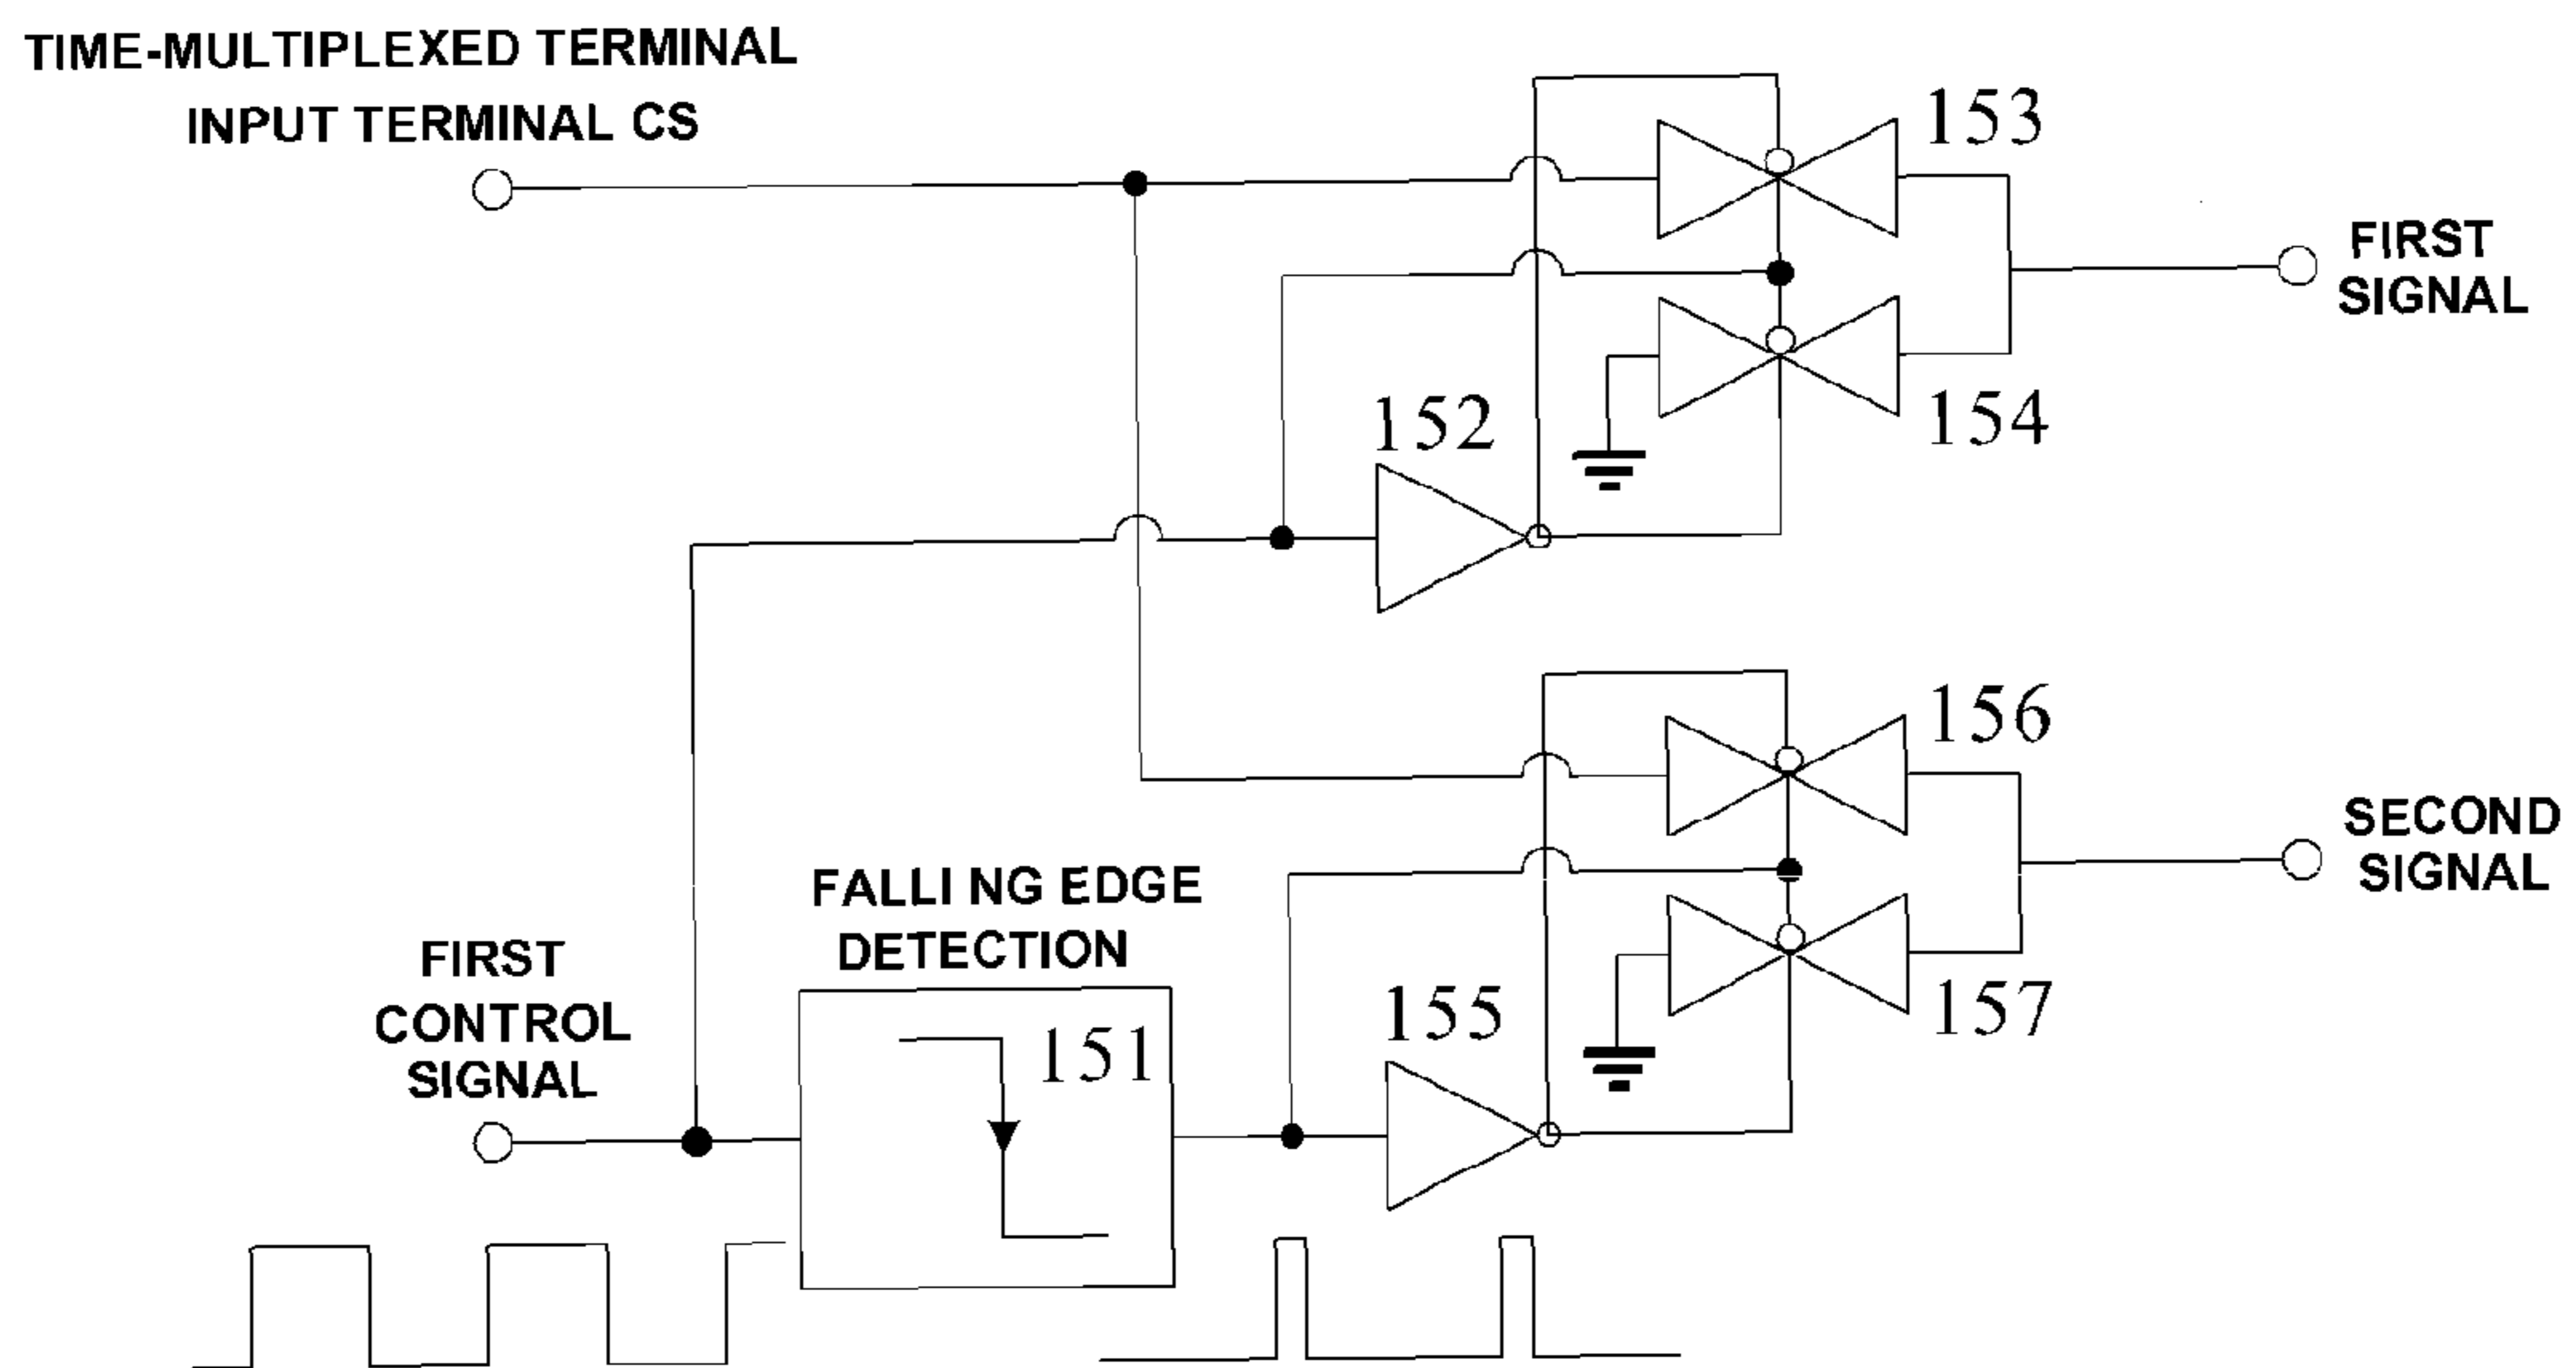 TIME-MULTIPLEXED TERMINAL
INPUT TERMINAL CS
153
FIRST
SIGNAL
152
154
156
SECOND
SIGNAL
FALLI NG EDGE
DETECTION
FIRST
CONTROL
SIGNAL
151
155
157